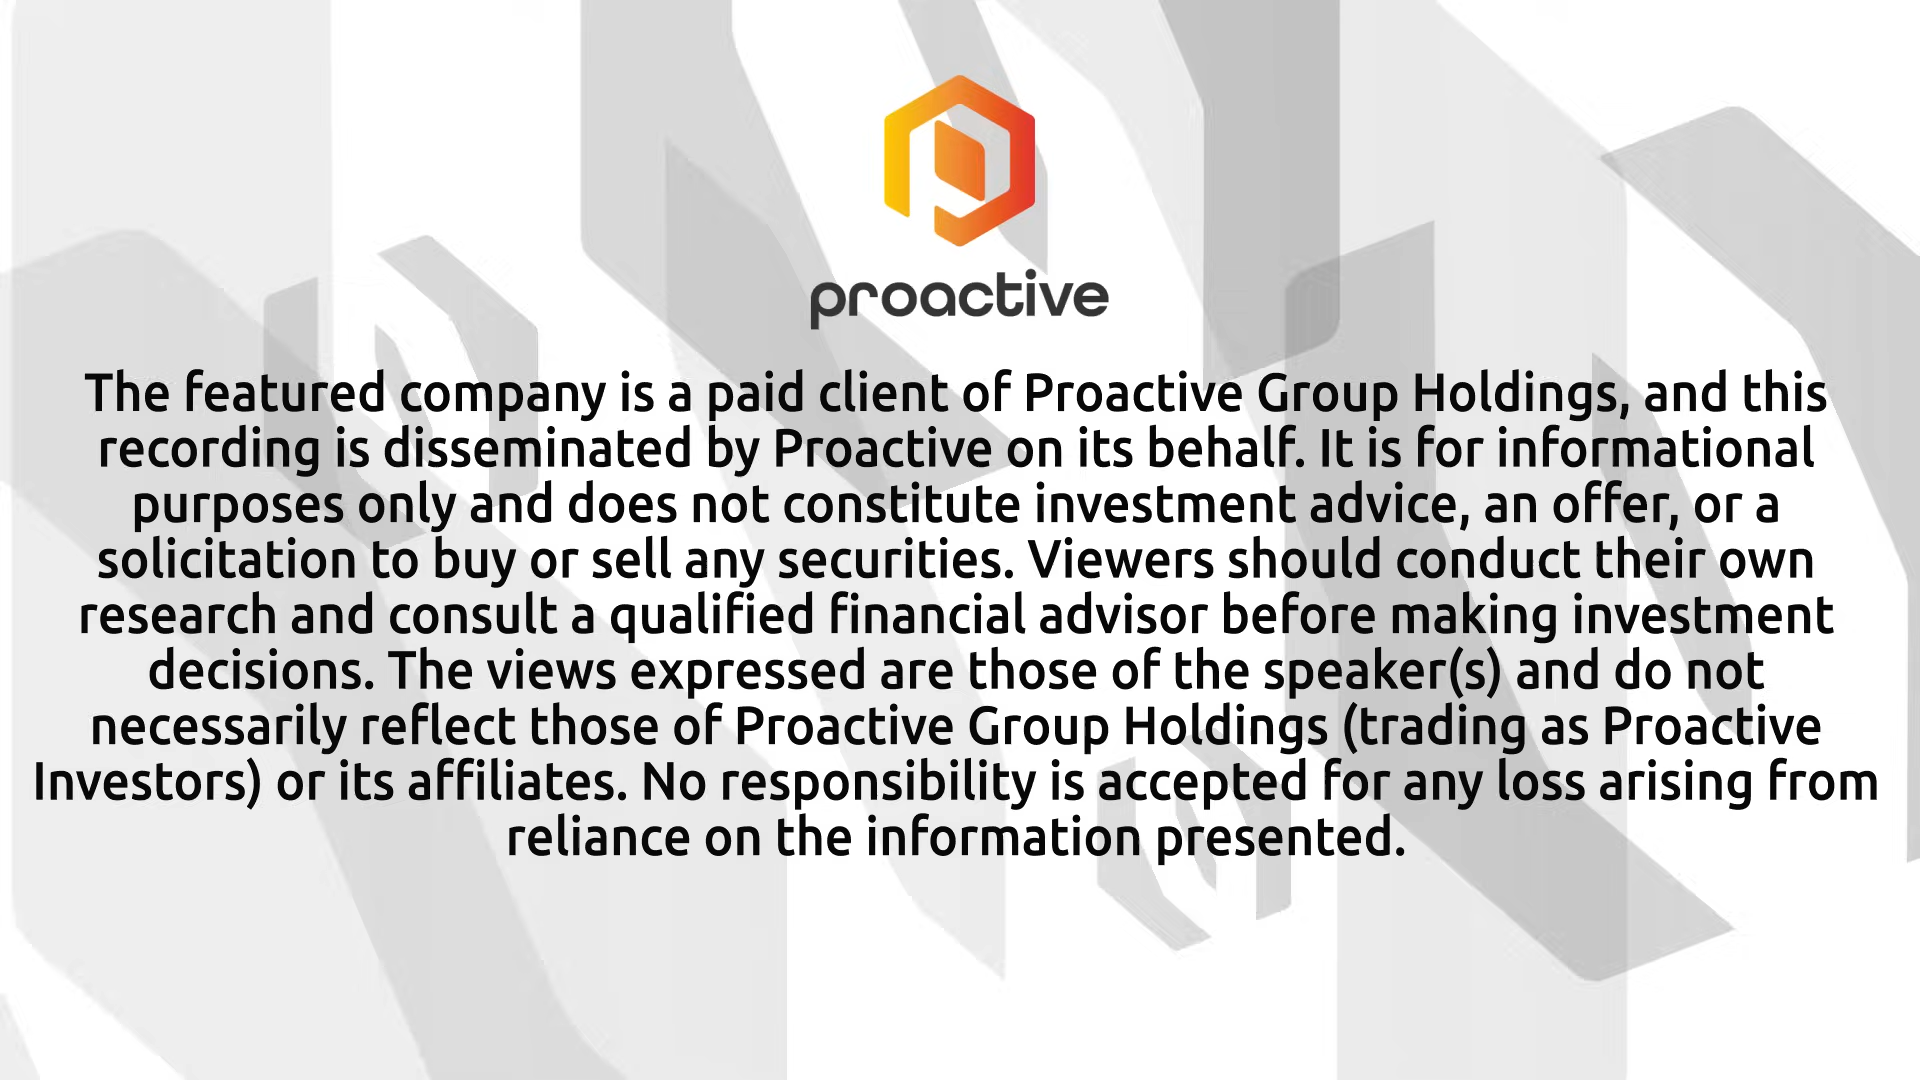 proactive
The featured company is a paid client of Proactive Group Holdings, and this
recording is disseminated by Proactive on its behalf. It is for informational
purposes only and does not constitute investment advice, an offer, or a
solicitation to buy or sell any securities. Viewers should conduct their own
research and consult a qualified financial advisor before making investment
decisions. The views expressed are those of the speaker(s) and do not
necessarily reflect those of Proactive Group Holdings (trading as Proactive
Investors) or its affiliates. No responsibility is accepted for any loss arising from
reliance on the information presented.